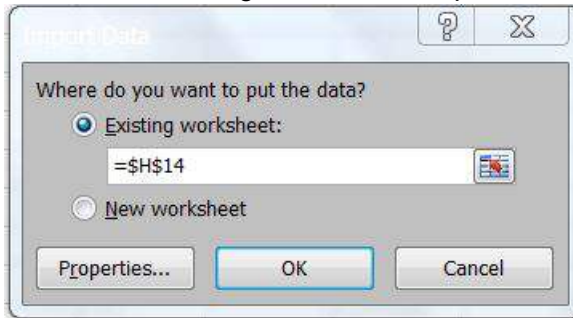 Import Data
Where do you want to put the data?
Existing worksheet:
=$H$14
New worksheet
Properties... OK Cancel